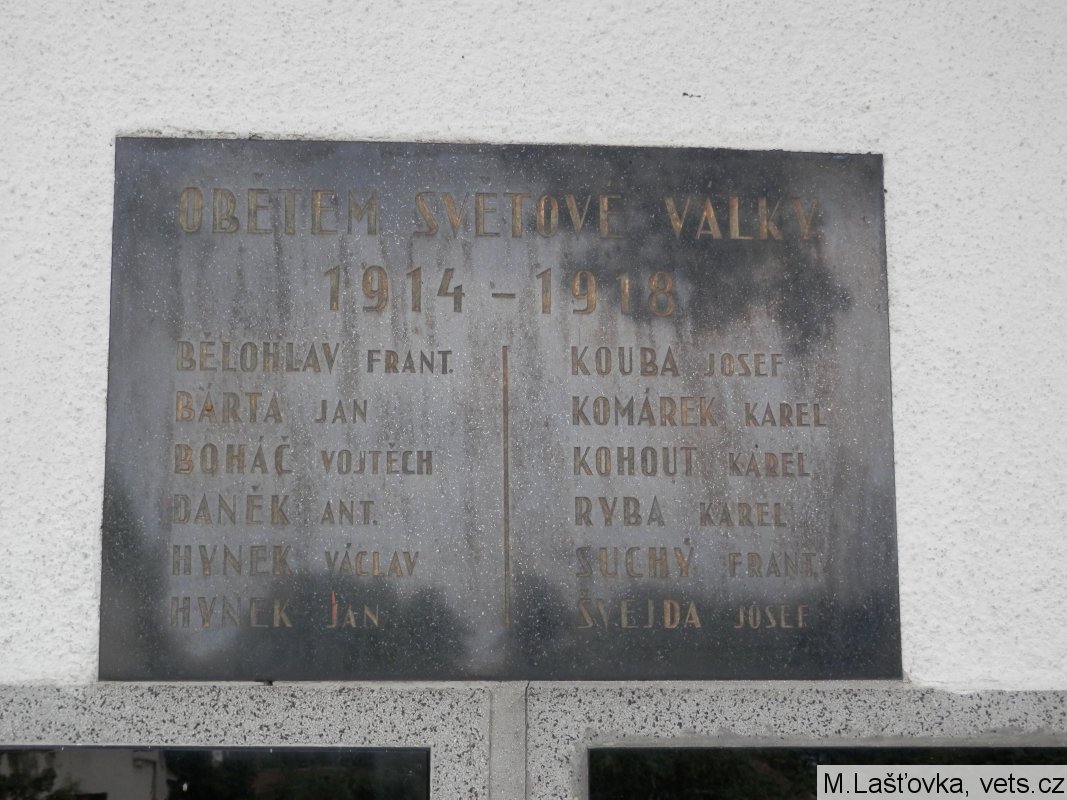 OBĚTEM SVĚTOVÉ VÁLKY
1914 – 1918
BĚLOHLAV FRANT.
BÁRTA JAN
BOHÁČ VOJTĚCH
DANĚK ANT.
HYNEK VÁCLAV
HYNEK JAN
KOUBA JOSEF
KOMÁREK KAREL
KOHOUT KAREL
RYBA KAREL
SUCHÝ FRANT.
ŠVEJDA JOSEF
M.Lašťovka, vets.cz